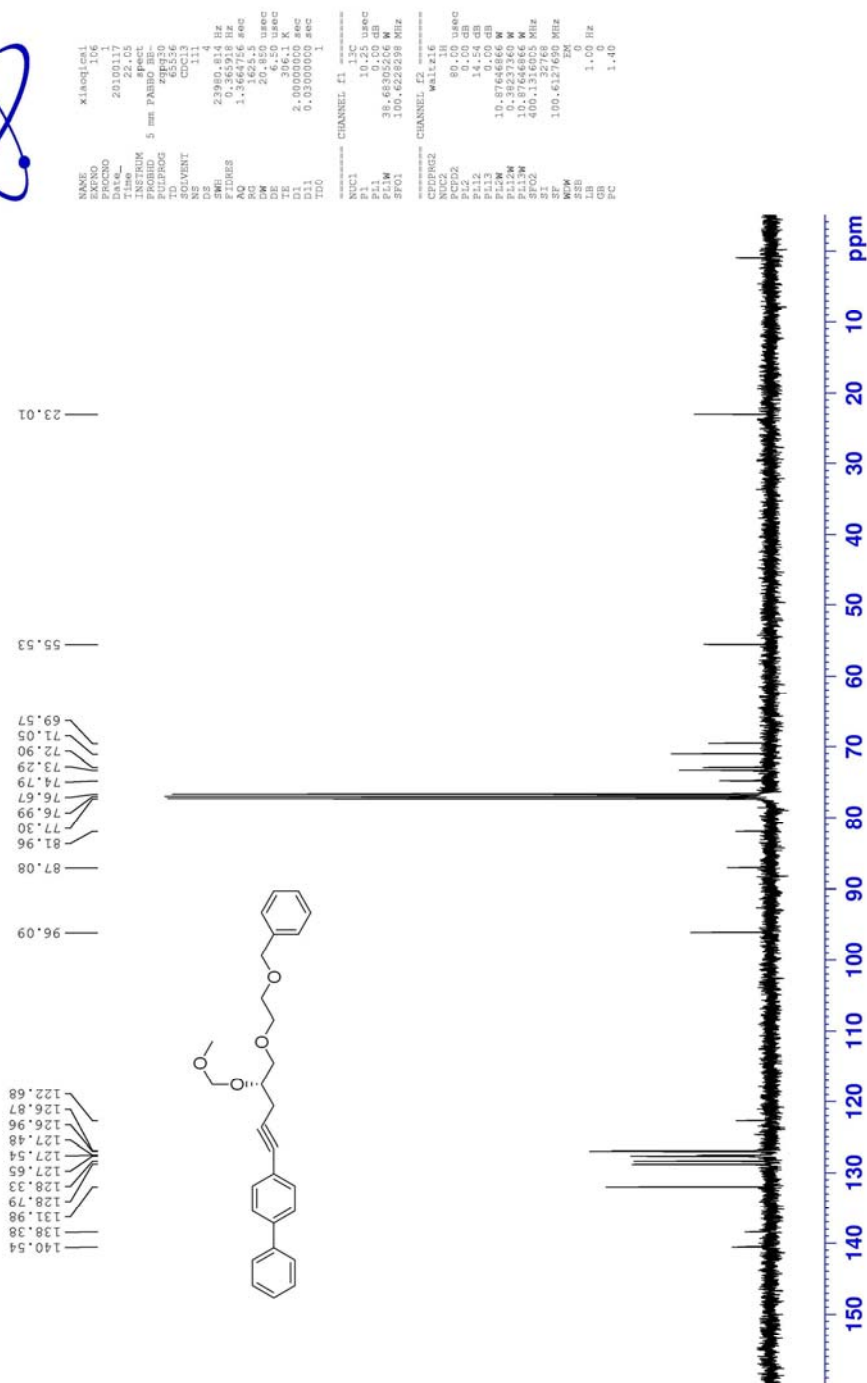 140.54
138.38
131.98
128.79
128.33
127.65
127.54
127.48
126.96
126.87
122.68
96.09
87.08
81.96
77.30
76.99
76.67
74.79
73.29
72.90
71.05
69.57
55.53
23.01
NAME xiaoqicai
EXPNO 106
PROCNO 1
Date_ 20100117
Time 22.05
INSTRUM spect
PROBHD 5 mm PABBO BB-
PULPROG zgpg30
TD 65536
SOLVENT CDCl3
NS 111
DS 4
SWH 23980.814 Hz
FIDRES 0.365918 Hz
AQ 1.3664756 sec
RG 1625.5
DW 20.850 usec
DE 6.50 usec
TE 306.1 K
D1 2.00000000 sec
D11 0.03000000 sec
TD0 1
======== CHANNEL f1 ========
NUC1 13C
P1 10.25 usec
PL1 0.00 dB
PL1W 38.68305206 W
SFO1 100.6228298 MHz
======== CHANNEL f2 ========
CPDPRG2 waltz16
NUC2 1H
PCPD2 80.00 usec
PL2 0.00 dB
PL12 14.54 dB
PL13 0.00 dB
PL2W 10.87646866 W
PL12W 0.38237360 W
PL13W 10.87646866 W
SFO2 400.1316005 MHz
SI 32768
SF 100.6127690 MHz
WDW EM
SSB 0
LB 1.00 Hz
GB 0
PC 1.40
O
O
O
O
150 140 130 120 110 100 90 80 70 60 50 40 30 20 10 ppm